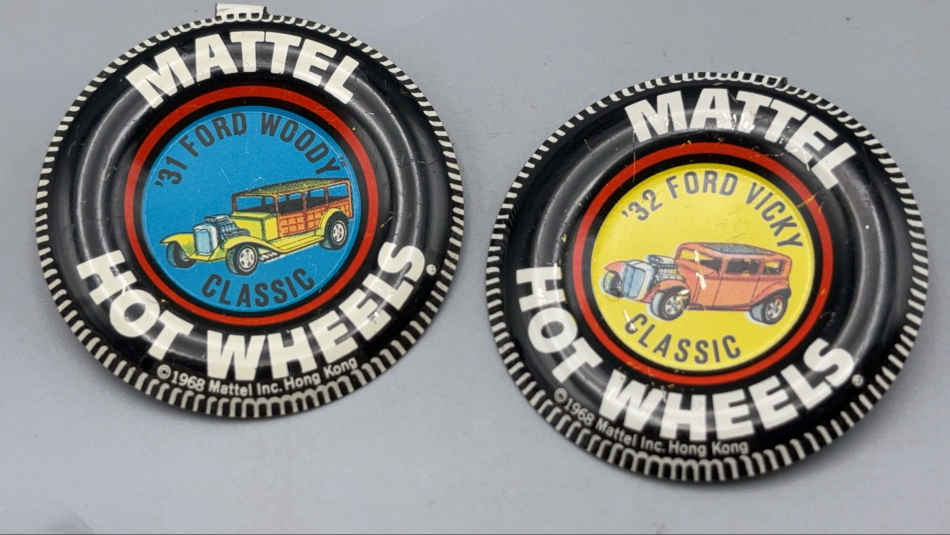 MATTEL
'31 FORD WOODY
CLASSIC
HOT WHEELS®
©1968 Mattel Inc. Hong Kong
MATTEL
'32 FORD VICKY
CLASSIC
HOT WHEELS®
©1968 Mattel Inc. Hong Kong